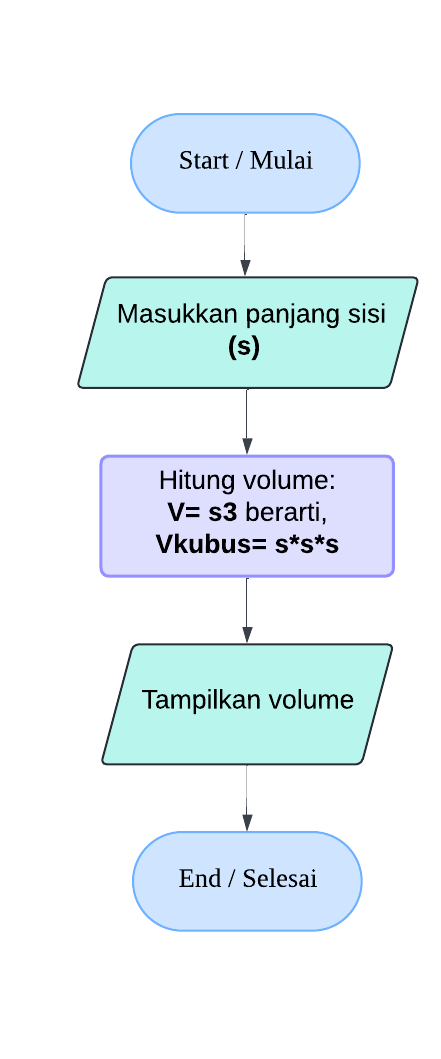 Start / Mulai
Masukkan panjang sisi
(s)
Hitung volume:
V= s3 berarti,
Vkubus= s*s*s
Tampilkan volume
End / Selesai